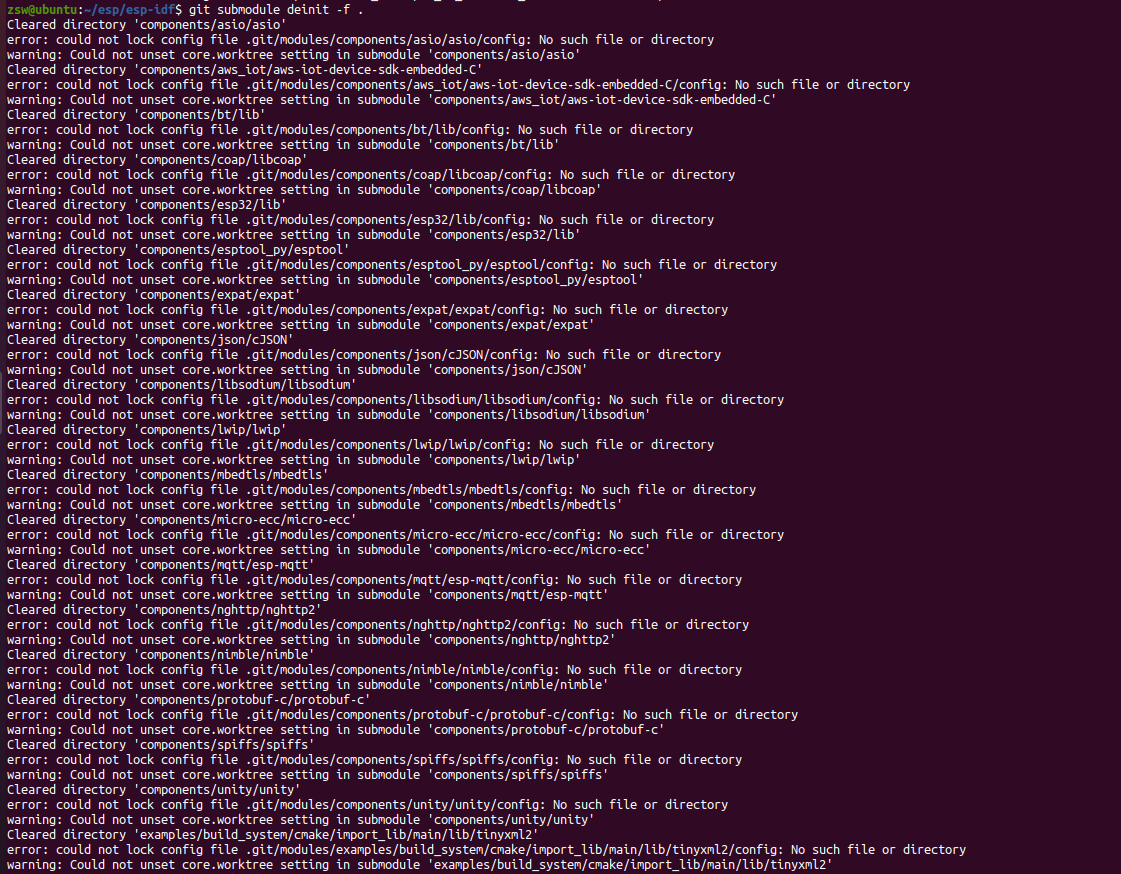 zsw@ubuntu:~/esp/esp-idf$ git submodule deinit -f .
Cleared directory 'components/asio/asio'
error: could not lock config file .git/modules/components/asio/asio/config: No such file or directory
warning: Could not unset core.worktree setting in submodule 'components/asio/asio'
Cleared directory 'components/aws_iot/aws-iot-device-sdk-embedded-C'
error: could not lock config file .git/modules/components/aws_iot/aws-iot-device-sdk-embedded-C/config: No such file or directory
warning: Could not unset core.worktree setting in submodule 'components/aws_iot/aws-iot-device-sdk-embedded-C'
Cleared directory 'components/bt/lib'
error: could not lock config file .git/modules/components/bt/lib/config: No such file or directory
warning: Could not unset core.worktree setting in submodule 'components/bt/lib'
Cleared directory 'components/coap/libcoap'
error: could not lock config file .git/modules/components/coap/libcoap/config: No such file or directory
warning: Could not unset core.worktree setting in submodule 'components/coap/libcoap'
Cleared directory 'components/esp32/lib'
error: could not lock config file .git/modules/components/esp32/lib/config: No such file or directory
warning: Could not unset core.worktree setting in submodule 'components/esp32/lib'
Cleared directory 'components/esptool_py/esptool'
error: could not lock config file .git/modules/components/esptool_py/esptool/config: No such file or directory
warning: Could not unset core.worktree setting in submodule 'components/esptool_py/esptool'
Cleared directory 'components/expat/expat'
error: could not lock config file .git/modules/components/expat/expat/config: No such file or directory
warning: Could not unset core.worktree setting in submodule 'components/expat/expat'
Cleared directory 'components/json/cJSON'
error: could not lock config file .git/modules/components/json/cJSON/config: No such file or directory
warning: Could not unset core.worktree setting in submodule 'components/json/cJSON'
Cleared directory 'components/libsodium/libsodium'
error: could not lock config file .git/modules/components/libsodium/libsodium/config: No such file or directory
warning: Could not unset core.worktree setting in submodule 'components/libsodium/libsodium'
Cleared directory 'components/lwip/lwip'
error: could not lock config file .git/modules/components/lwip/lwip/config: No such file or directory
warning: Could not unset core.worktree setting in submodule 'components/lwip/lwip'
Cleared directory 'components/mbedtls/mbedtls'
error: could not lock config file .git/modules/components/mbedtls/mbedtls/config: No such file or directory
warning: Could not unset core.worktree setting in submodule 'components/mbedtls/mbedtls'
Cleared directory 'components/micro-ecc/micro-ecc'
error: could not lock config file .git/modules/components/micro-ecc/micro-ecc/config: No such file or directory
warning: Could not unset core.worktree setting in submodule 'components/micro-ecc/micro-ecc'
Cleared directory 'components/mqtt/esp-mqtt'
error: could not lock config file .git/modules/components/mqtt/esp-mqtt/config: No such file or directory
warning: Could not unset core.worktree setting in submodule 'components/mqtt/esp-mqtt'
Cleared directory 'components/nghttp/nghttp2'
error: could not lock config file .git/modules/components/nghttp/nghttp2/config: No such file or directory
warning: Could not unset core.worktree setting in submodule 'components/nghttp/nghttp2'
Cleared directory 'components/nimble/nimble'
error: could not lock config file .git/modules/components/nimble/nimble/config: No such file or directory
warning: Could not unset core.worktree setting in submodule 'components/nimble/nimble'
Cleared directory 'components/protobuf-c/protobuf-c'
error: could not lock config file .git/modules/components/protobuf-c/protobuf-c/config: No such file or directory
warning: Could not unset core.worktree setting in submodule 'components/protobuf-c/protobuf-c'
Cleared directory 'components/spiffs/spiffs'
error: could not lock config file .git/modules/components/spiffs/spiffs/config: No such file or directory
warning: Could not unset core.worktree setting in submodule 'components/spiffs/spiffs'
Cleared directory 'components/unity/unity'
error: could not lock config file .git/modules/components/unity/unity/config: No such file or directory
warning: Could not unset core.worktree setting in submodule 'components/unity/unity'
Cleared directory 'examples/build_system/cmake/import_lib/main/lib/tinyxml2'
error: could not lock config file .git/modules/examples/build_system/cmake/import_lib/main/lib/tinyxml2/config: No such file or directory
warning: Could not unset core.worktree setting in submodule 'examples/build_system/cmake/import_lib/main/lib/tinyxml2'